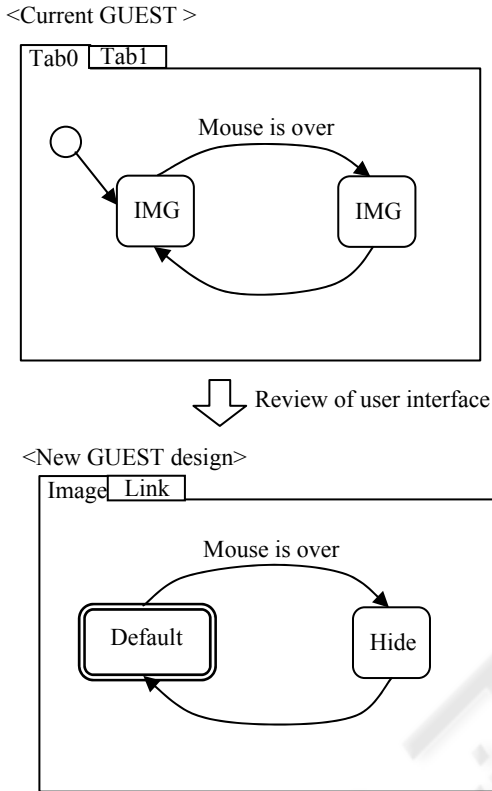 <Current GUEST >
Tab0 Tab1
Mouse is over
IMG IMG
Review of user interface
<New GUEST design>
Image Link
Mouse is over
Default Hide